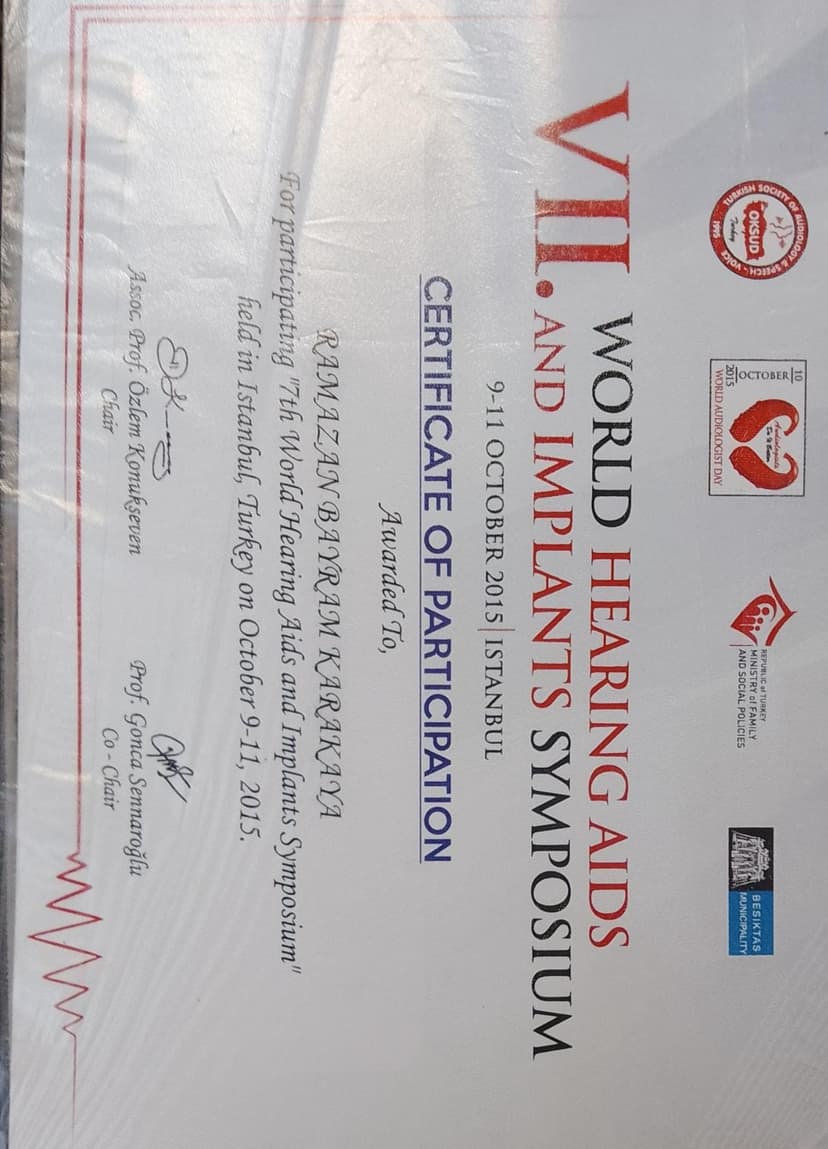 TURKISH SOCIETY OF AUDIOLOGY & SPEECH - VOICE
OKSUD
Turkey
1995
10
OCTOBER
2015
WORLD AUDIOLOGIST DAY
REPUBLIC of TURKEY
MINISTRY of FAMILY
AND SOCIAL POLICIES
BESIKTAS
MUNICIPALITY
VII. WORLD HEARING AIDS
AND IMPLANTS SYMPOSIUM
9-11 OCTOBER 2015 | ISTANBUL
CERTIFICATE OF PARTICIPATION
Awarded To,
RAMAZAN BAYRAM KARAKAYA
For participating "7th World Hearing Aids and Implants Symposium"
held in Istanbul, Turkey on October 9-11, 2015.
Assoc. Prof. Özlem Konukseven
Chair
Prof. Gonca Sennaroğlu
Co - Chair